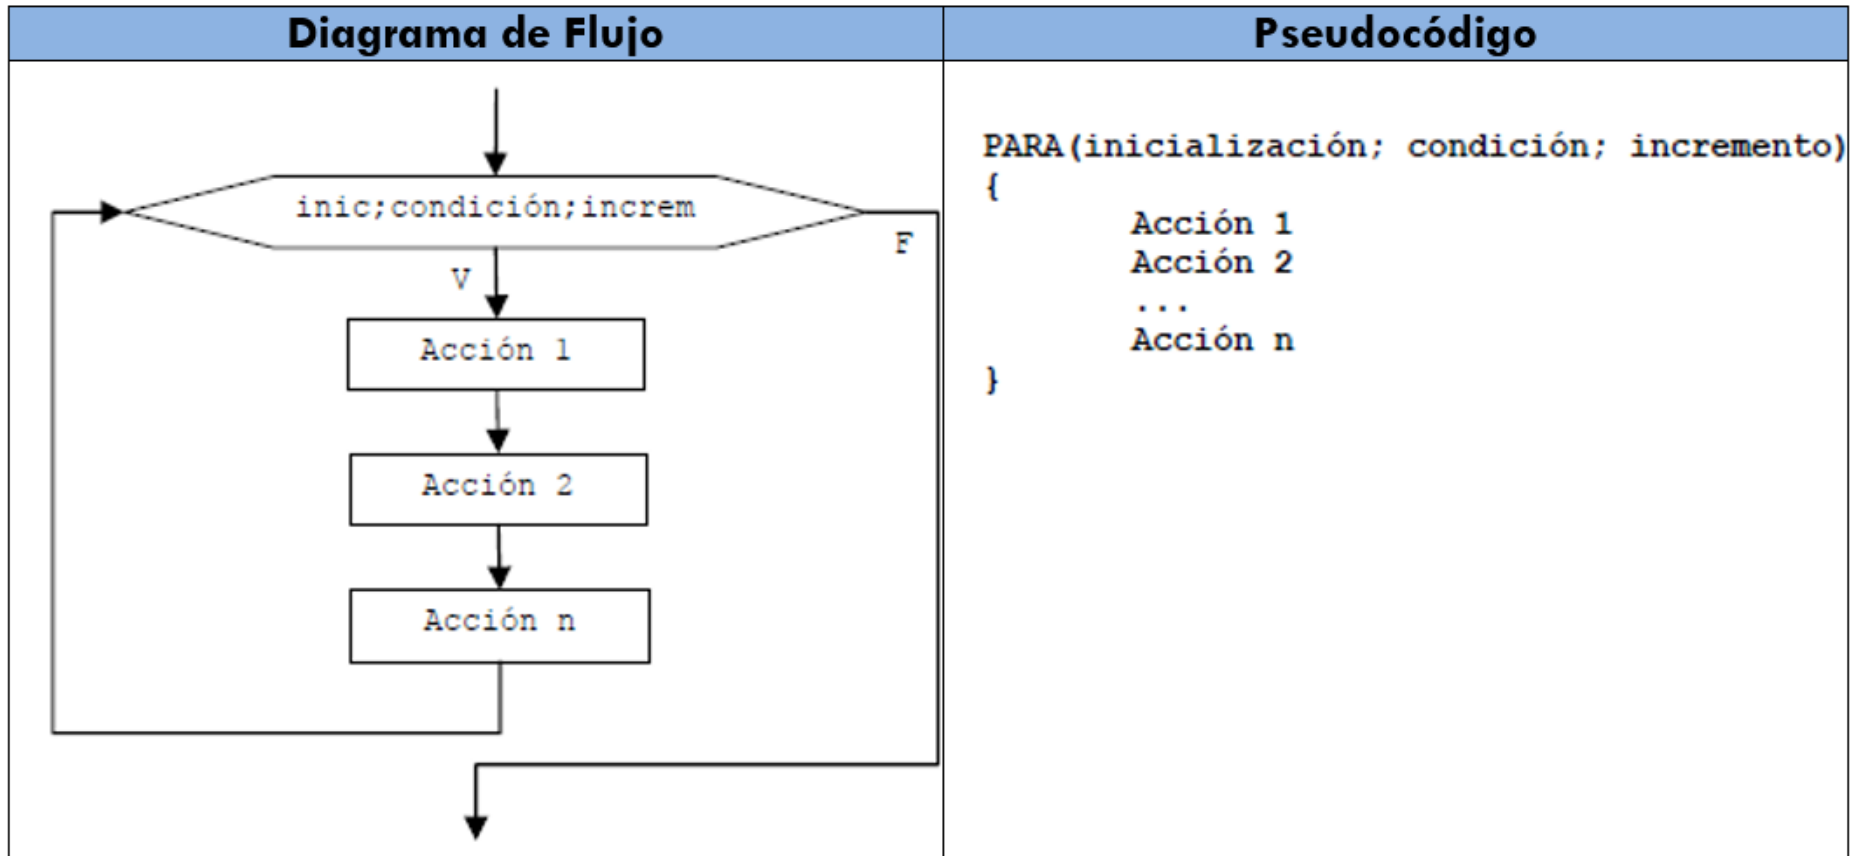 Diagrama de Flujo
Pseudocódigo
inic;condición;increm
F
V
Acción 1
Acción 2
Acción n
PARA(inicialización; condición; incremento)
{
Acción 1
Acción 2
...
Acción n
}